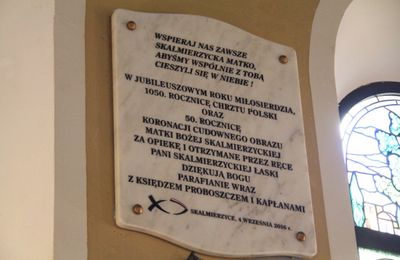 WSPIERAJ NAS ZAWSZE
SKALMIERZYCKA MATKO,
ABYŚMY WSPÓLNIE Z TOBĄ
CIESZYLI SIĘ W NIEBIE !
W JUBILEUSZOWYM ROKU MIŁOSIERDZIA,
1050. ROCZNICĘ CHRZTU POLSKI
ORAZ
50. ROCZNICĘ
KORONACJI CUDOWNEGO OBRAZU
MATKI BOŻEJ SKALMIERZYCKIEJ
ZA OPIEKĘ I OTRZYMANE PRZEZ RĘCE
PANI SKALMIERZYCKIEJ ŁASKI
DZIĘKUJĄ BOGU
PARAFIANIE WRAZ
Z KSIĘDZEM PROBOSZCZEM I KAPŁANAMI
SKALMIERZYCE, 4 WRZEŚNIA 2016 r.